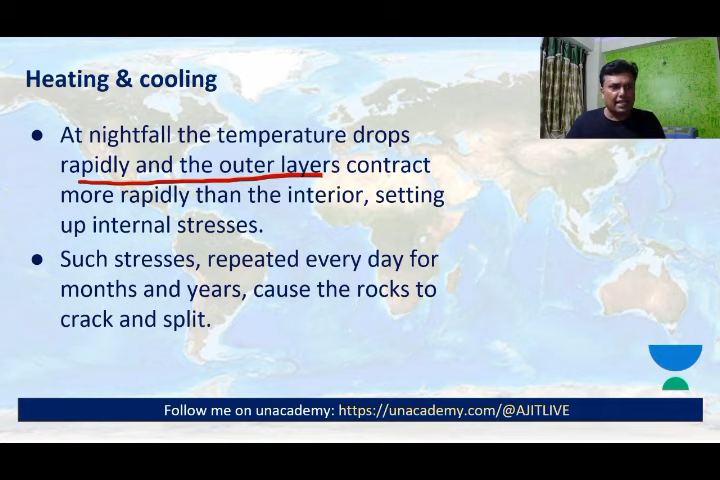 Heating & cooling
● At nightfall the temperature drops
rapidly and the outer layers contract
more rapidly than the interior, setting
up internal stresses.
● Such stresses, repeated every day for
months and years, cause the rocks to
crack and split.
Follow me on unacademy: https://unacademy.com/@AJITLIVE